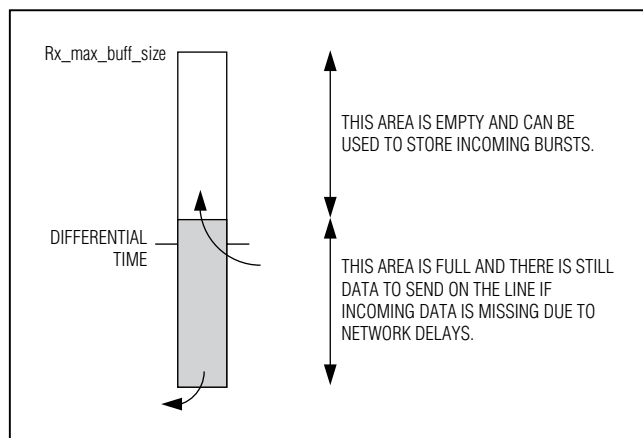 Rx_max_buff_size
THIS AREA IS EMPTY AND CAN BE
USED TO STORE INCOMING BURSTS.
DIFFERENTIAL
TIME
THIS AREA IS FULL AND THERE IS STILL
DATA TO SEND ON THE LINE IF
INCOMING DATA IS MISSING DUE TO
NETWORK DELAYS.